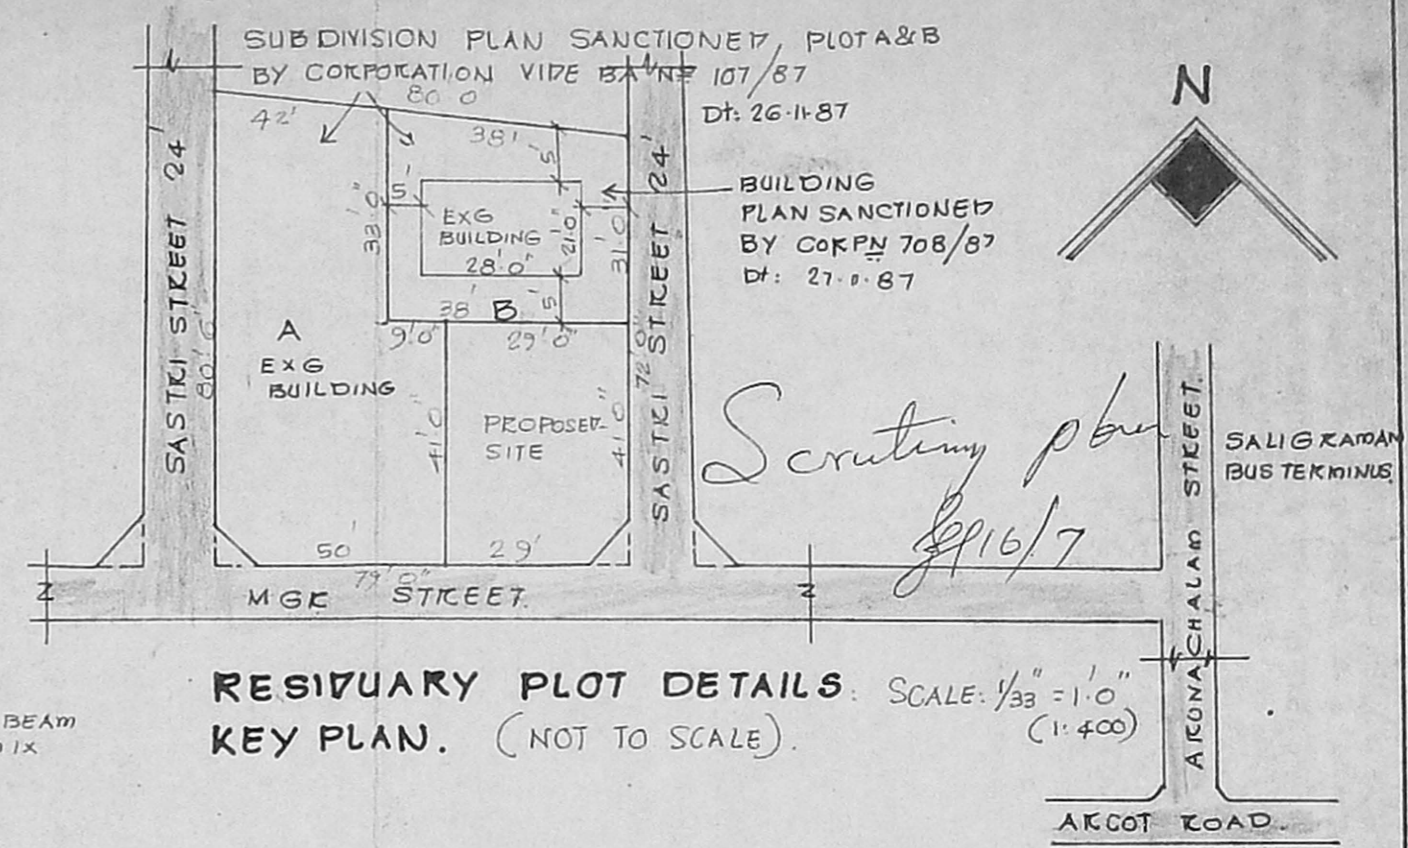 SUBDIVISION PLAN SANCTIONED, PLOT A&B
BY CORPORATION VIDE BA Nº 107/87
Dt: 26.11.87
80 0
42'
38'
5'
N
SASTRI STREET 24'
80'6"
33'0"
5'
EXG
BUILDING
28'0"
21'0"
31'0"
BUILDING
PLAN SANCTIONED
BY CORPN 708/87
Dt: 27.0.87
38'
B
5'
9'0"
29'0"
A
EXG
BUILDING
41'0"
PROPOSED
SITE
41'0"
72'0"
SASTRI STREET 24'
Scrutiny plan
16/7
ARUNACHALAM STREET.
SALIGRAMAM
BUS TERMINUS.
50'
29'
79'0"
MGR STREET.
RESIDUARY PLOT DETAILS: SCALE: 1/33" = 1'.0"
(1:400)
KEY PLAN. (NOT TO SCALE).
BEAM
IX
ARCOT ROAD.